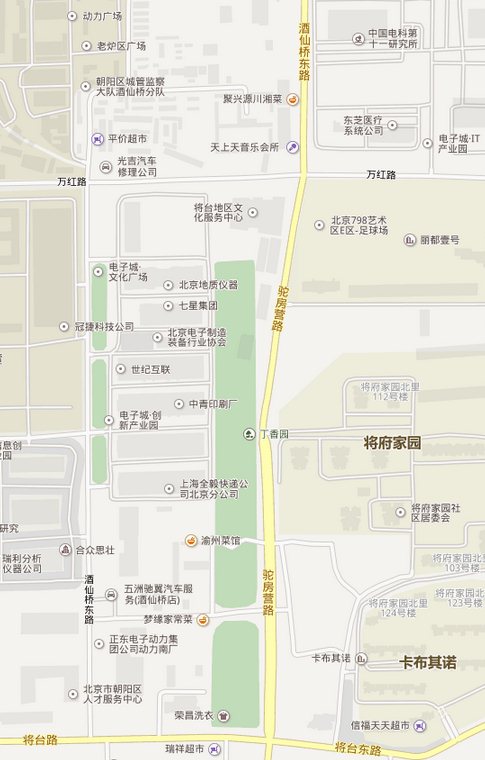 动力广场
老炉区广场
酒仙桥东路
中国电科第
十一研究所
朝阳区城管监察
大队酒仙桥分队
聚兴源川湘菜
东芝医疗
系统公司
平价超市
天上天音乐会所
电子城·IT
产业园
光吉汽车
修理公司
万红路
万红路
将台地区文
化服务中心
北京798艺术
区E区-足球场
丽都壹号
电子城·
文化广场
北京地质仪器
七星集团
驼房营路
冠捷科技公司
北京电子制造
装备行业协会
世纪互联
将府家园北里
112号楼
中青印刷厂
电子城·创
新产业园
丁香园
将府家园
息创
业园
上海全毅快递公
司北京分公司
将府家园社
区居委会
研究
渝州菜馆
合众思壮
瑞利分析
仪器公司
将府家园北
103号楼
酒仙桥东路
驼房营路
五洲驰翼汽车服
务(酒仙桥店)
将府家园北里
124号楼
将府家园北
123号楼
梦缘家常菜
正东电子动力集
团公司动力南厂
卡布其诺
卡布其诺
北京市朝阳区
人才服务中心
荣昌洗衣
信福天天超市
将台路
瑞祥超市
将台东路